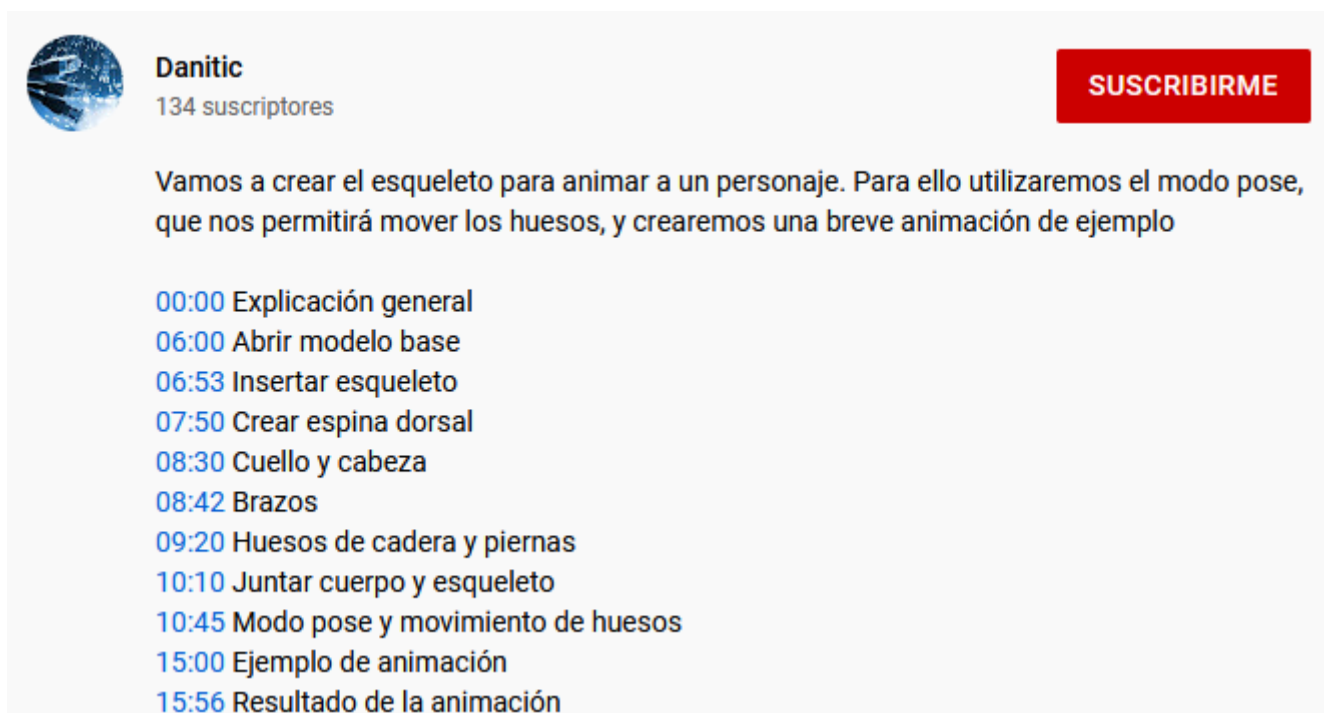 Danitic
134 suscriptores
SUSCRIBIRME
Vamos a crear el esqueleto para animar a un personaje. Para ello utilizaremos el modo pose,
que nos permitirá mover los huesos, y crearemos una breve animación de ejemplo
00:00 Explicación general
06:00 Abrir modelo base
06:53 Insertar esqueleto
07:50 Crear espina dorsal
08:30 Cuello y cabeza
08:42 Brazos
09:20 Huesos de cadera y piernas
10:10 Juntar cuerpo y esqueleto
10:45 Modo pose y movimiento de huesos
15:00 Ejemplo de animación
15:56 Resultado de la animación